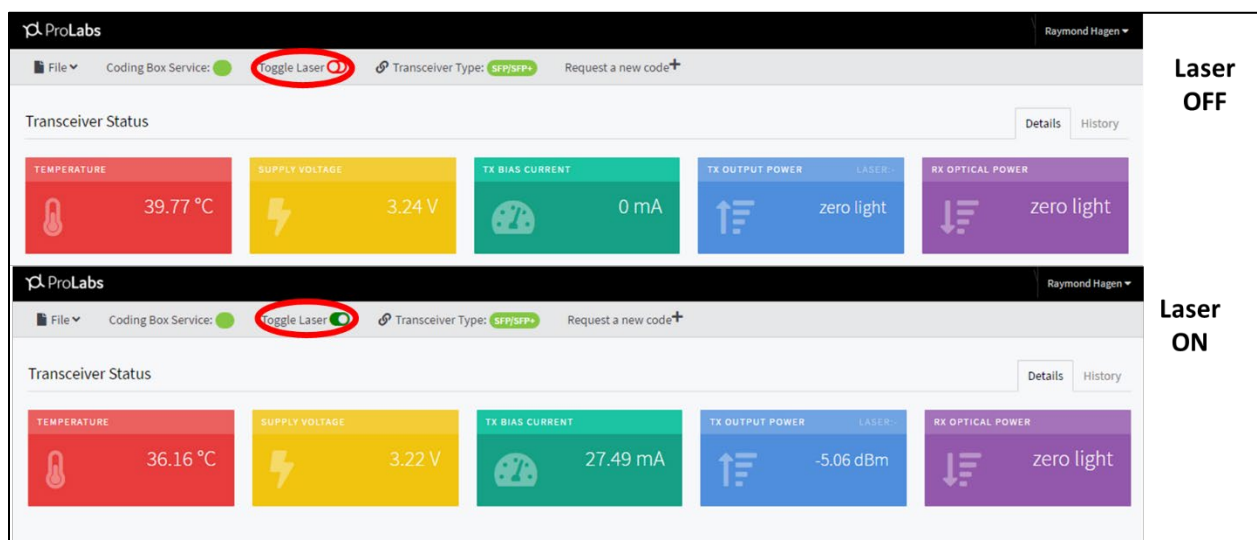 ProLabs
Raymond Hagen
File Coding Box Service: Toggle Laser Transceiver Type: SFP/SFP+ Request a new code+
Laser OFF
Transceiver Status
Details History
TEMPERATURE SUPPLY VOLTAGE TX BIAS CURRENT TX OUTPUT POWER LASER:- RX OPTICAL POWER
39.77 °C 3.24 V 0 mA zero light zero light
ProLabs
Raymond Hagen
File Coding Box Service: Toggle Laser Transceiver Type: SFP/SFP+ Request a new code+
Laser ON
Transceiver Status
Details History
TEMPERATURE SUPPLY VOLTAGE TX BIAS CURRENT TX OUTPUT POWER LASER:- RX OPTICAL POWER
36.16 °C 3.22 V 27.49 mA -5.06 dBm zero light